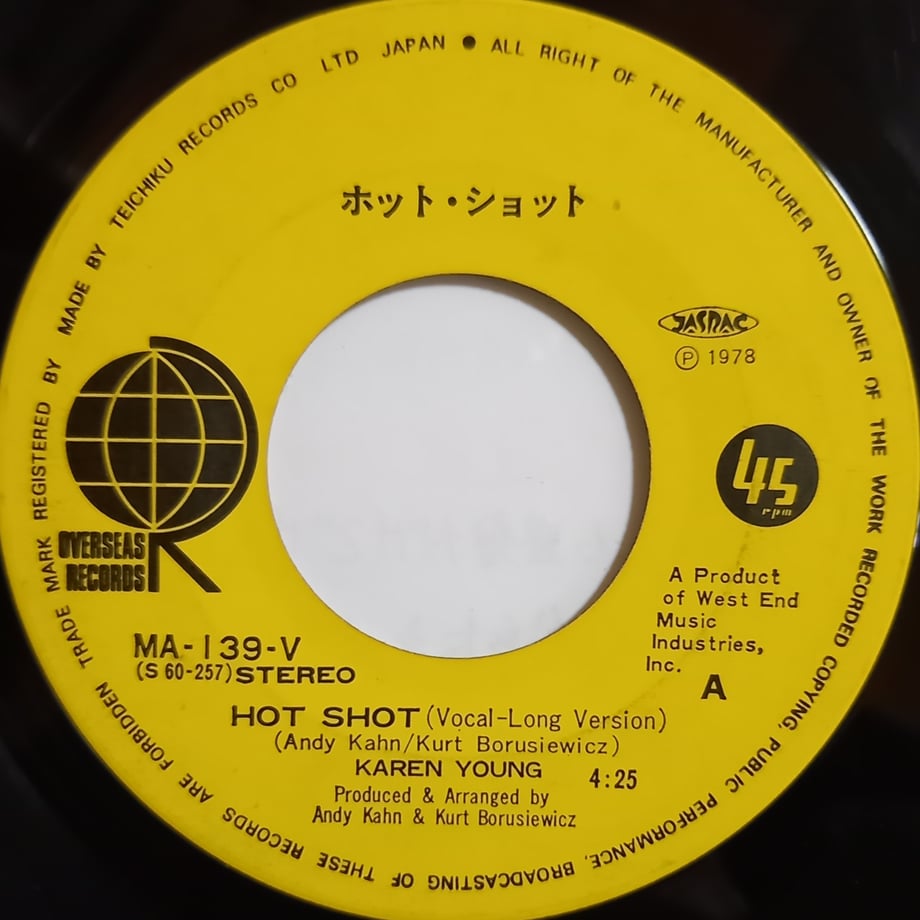 TRADE MARK REGISTERED BY MADE BY TEICHIKU RECORDS CO LTD JAPAN ● ALL RIGHT OF THE MANUFACTURER AND OWNER OF THE WORK RECORDED COPYING, PUBLIC PERFORMANCE, BROADCASTING OF THESE RECORDS ARE FORBIDDEN
ホット・ショット
JASRAC
Ⓟ 1978
R
OVERSEAS
RECORDS
45
rpm
A Product
of West End
Music
Industries,
Inc.
A
MA-139-V
(S 60-257) STEREO
HOT SHOT (Vocal-Long Version)
(Andy Kahn/Kurt Borusiewicz)
KAREN YOUNG 4:25
Produced & Arranged by
Andy Kahn & Kurt Borusiewicz